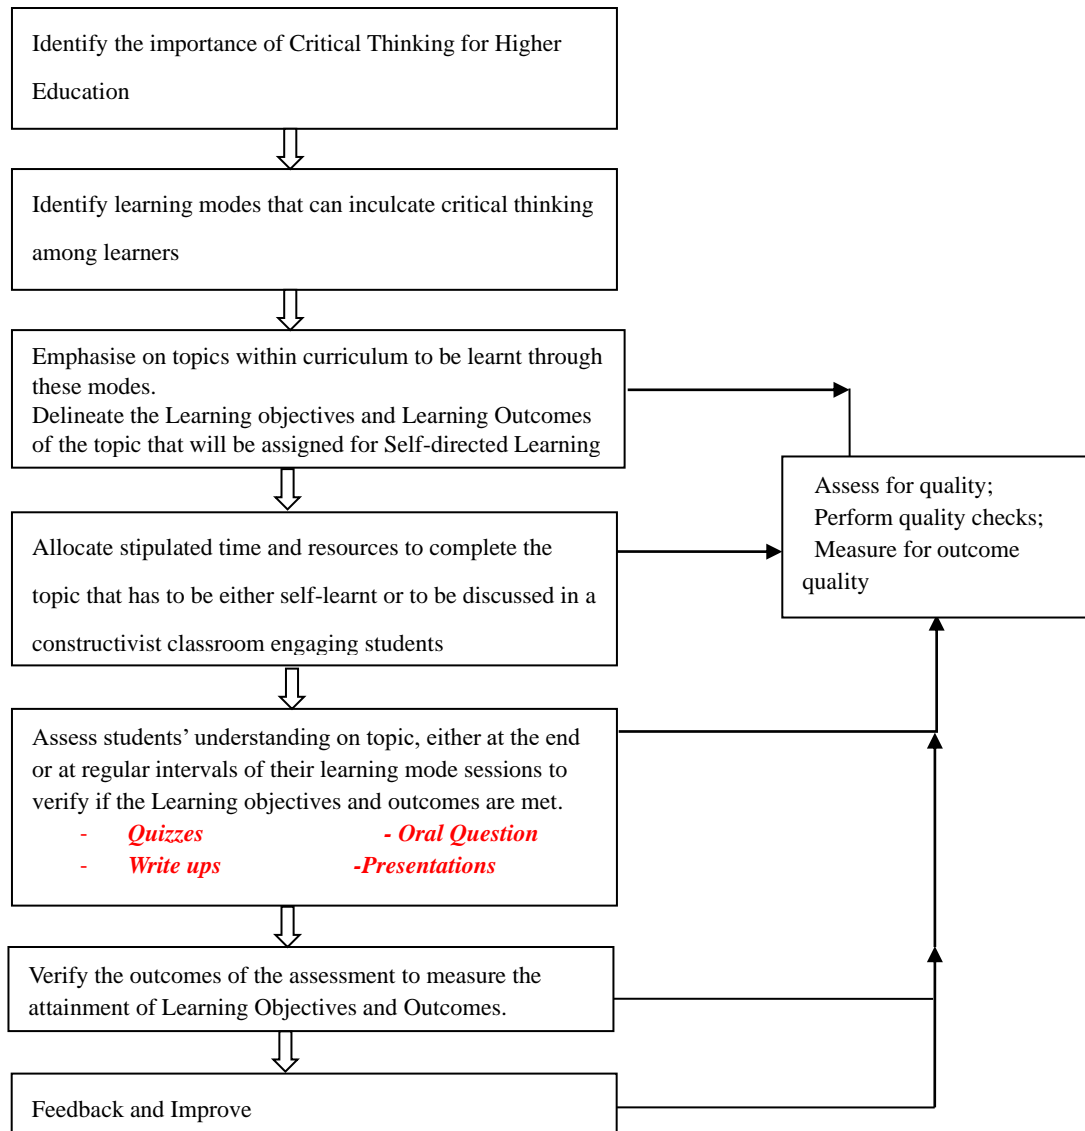 Identify the importance of Critical Thinking for Higher
Education
Identify learning modes that can inculcate critical thinking
among learners
Emphasise on topics within curriculum to be learnt through
these modes.
Delineate the Learning objectives and Learning Outcomes
of the topic that will be assigned for Self-directed Learning
Assess for quality;
Perform quality checks;
Measure for outcome
quality
Allocate stipulated time and resources to complete the
topic that has to be either self-learnt or to be discussed in a
constructivist classroom engaging students
Assess students’ understanding on topic, either at the end
or at regular intervals of their learning mode sessions to
verify if the Learning objectives and outcomes are met.
- Quizzes - Oral Question
- Write ups -Presentations
Verify the outcomes of the assessment to measure the
attainment of Learning Objectives and Outcomes.
Feedback and Improve